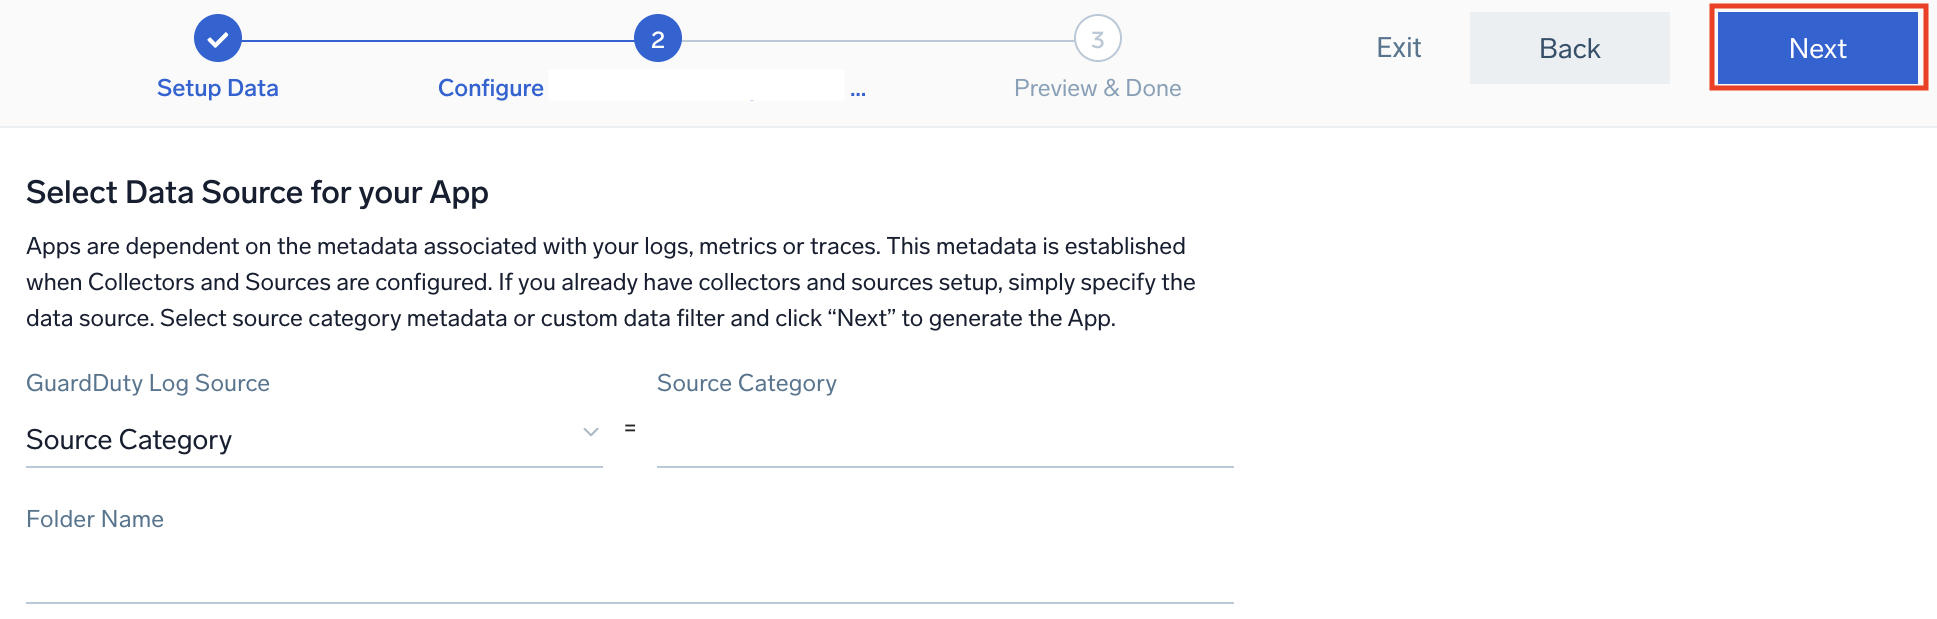 2
3
Setup Data
Configure ...
Preview & Done
Exit
Back
Next
Select Data Source for your App
Apps are dependent on the metadata associated with your logs, metrics or traces. This metadata is established
when Collectors and Sources are configured. If you already have collectors and sources setup, simply specify the
data source. Select source category metadata or custom data filter and click “Next” to generate the App.
GuardDuty Log Source
Source Category
Source Category
=
Folder Name